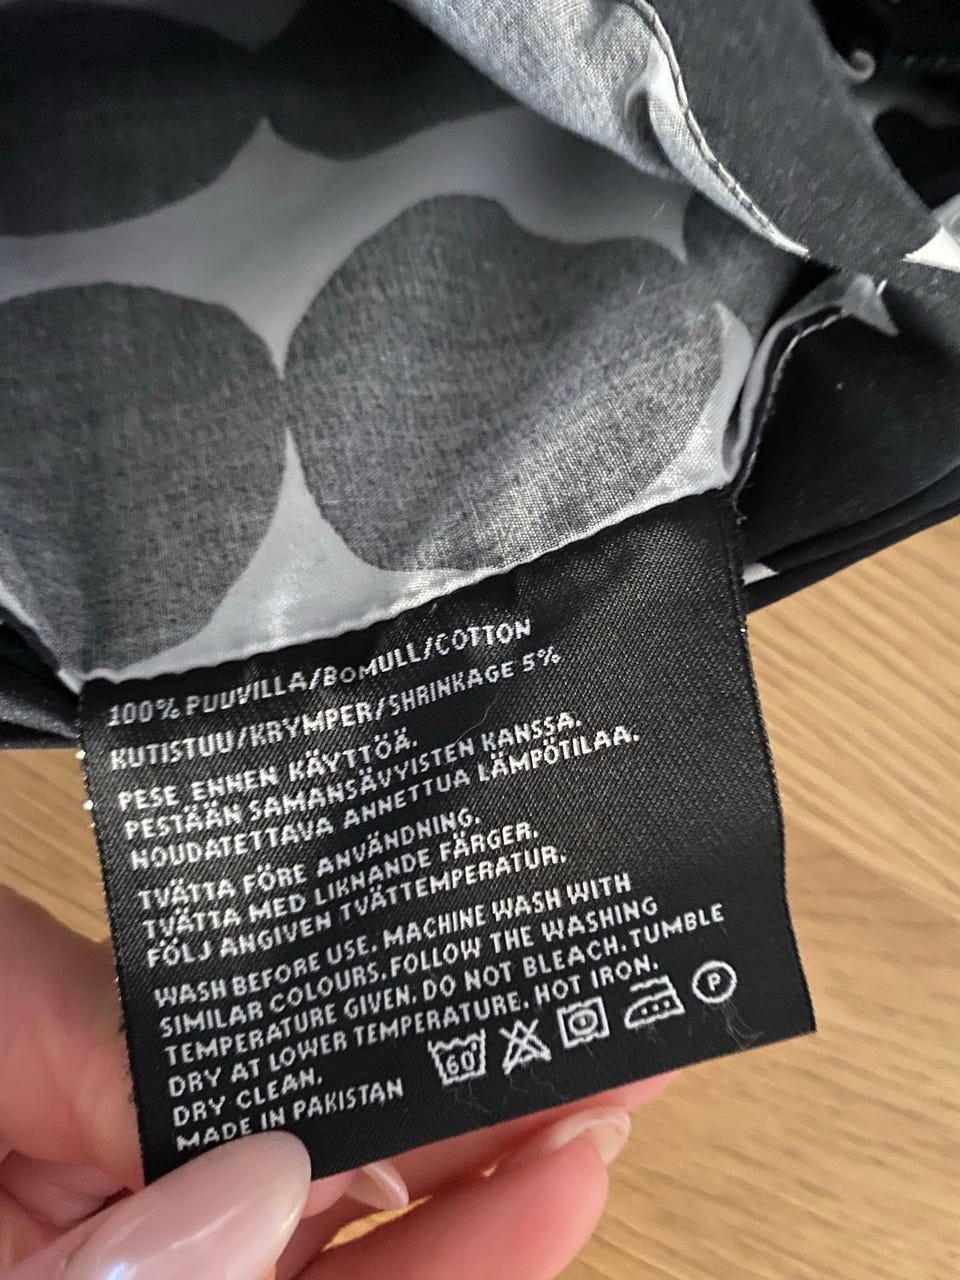 100% PUUVILLA/BOMULL/COTTON
KUTISTUU/KRYMPER/SHRINKAGE 5%
PESE ENNEN KÄYTTÖÄ.
PESTÄÄN SAMANSÄVYISTEN KANSSA.
NOUDATETTAVA ANNETTUA LÄMPÖTILAA.
TVÄTTA FÖRE ANVÄNDNING.
TVÄTTA MED LIKNANDE FÄRGER.
FÖLJ ANGIVEN TVÄTTEMPERATUR.
WASH BEFORE USE. MACHINE WASH WITH
SIMILAR COLOURS. FOLLOW THE WASHING
TEMPERATURE GIVEN. DO NOT BLEACH. TUMBLE
DRY AT LOWER TEMPERATURE. HOT IRON.
DRY CLEAN.
MADE IN PAKISTAN
60
P